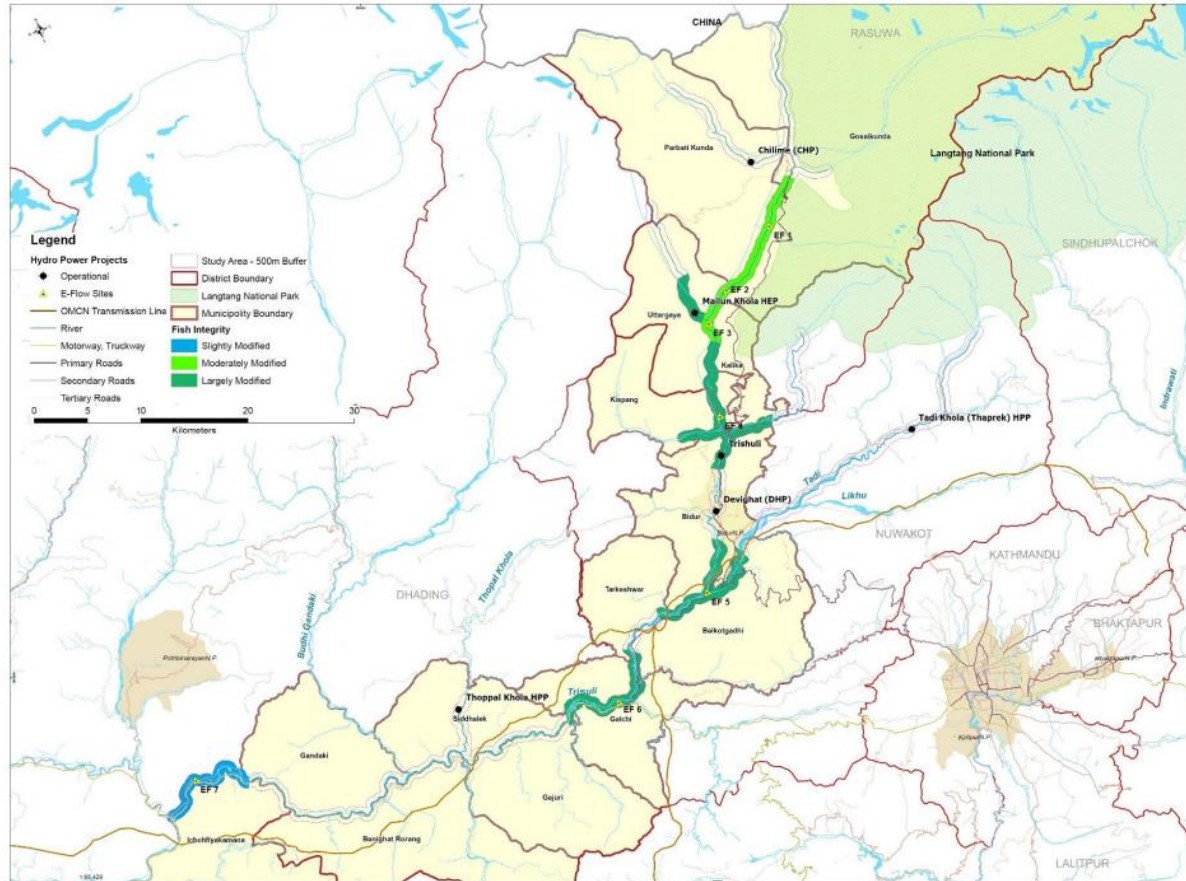 CHINA
RASUWA
Gosaikunda
Parbati Kunda
Chilime (CHP)
Langtang National Park
EF 1
SINDHUPALCHOK
Legend
Hydro Power Projects
Operational
E-Flow Sites
OMCN Transmission Line
River
Motorway, Truckway
Primary Roads
Secondary Roads
Tertiary Roads
Study Area - 500m Buffer
District Boundary
Langtang National Park
Municipality Boundary
Fish Integrity
Slightly Modified
Moderately Modified
Largely Modified
0 5 10 20 30
Kilometers
EF 2
Mailun Khola HEP
Uttargaya
EF 3
Kalika
Indrawati
Kispang
EF 4
Tadi Khola (Thaprek) HPP
Trishuli
Tadi
Likhu
Devighat (DHP)
Bidur
NUWAKOT
KATHMANDU
Thopal Khola
DHADING
Tarkeshwar
EF 5
Belkotgadhi
BHAKTAPUR
Budhi Gandaki
Trisuli
Thoppal Khola HPP
Siddhalek
EF 6
Galchi
Gandaki
Kirtipur N.P.
EF 7
Gajuri
Ichchhyakamana
Benighat Rorang
LALITPUR